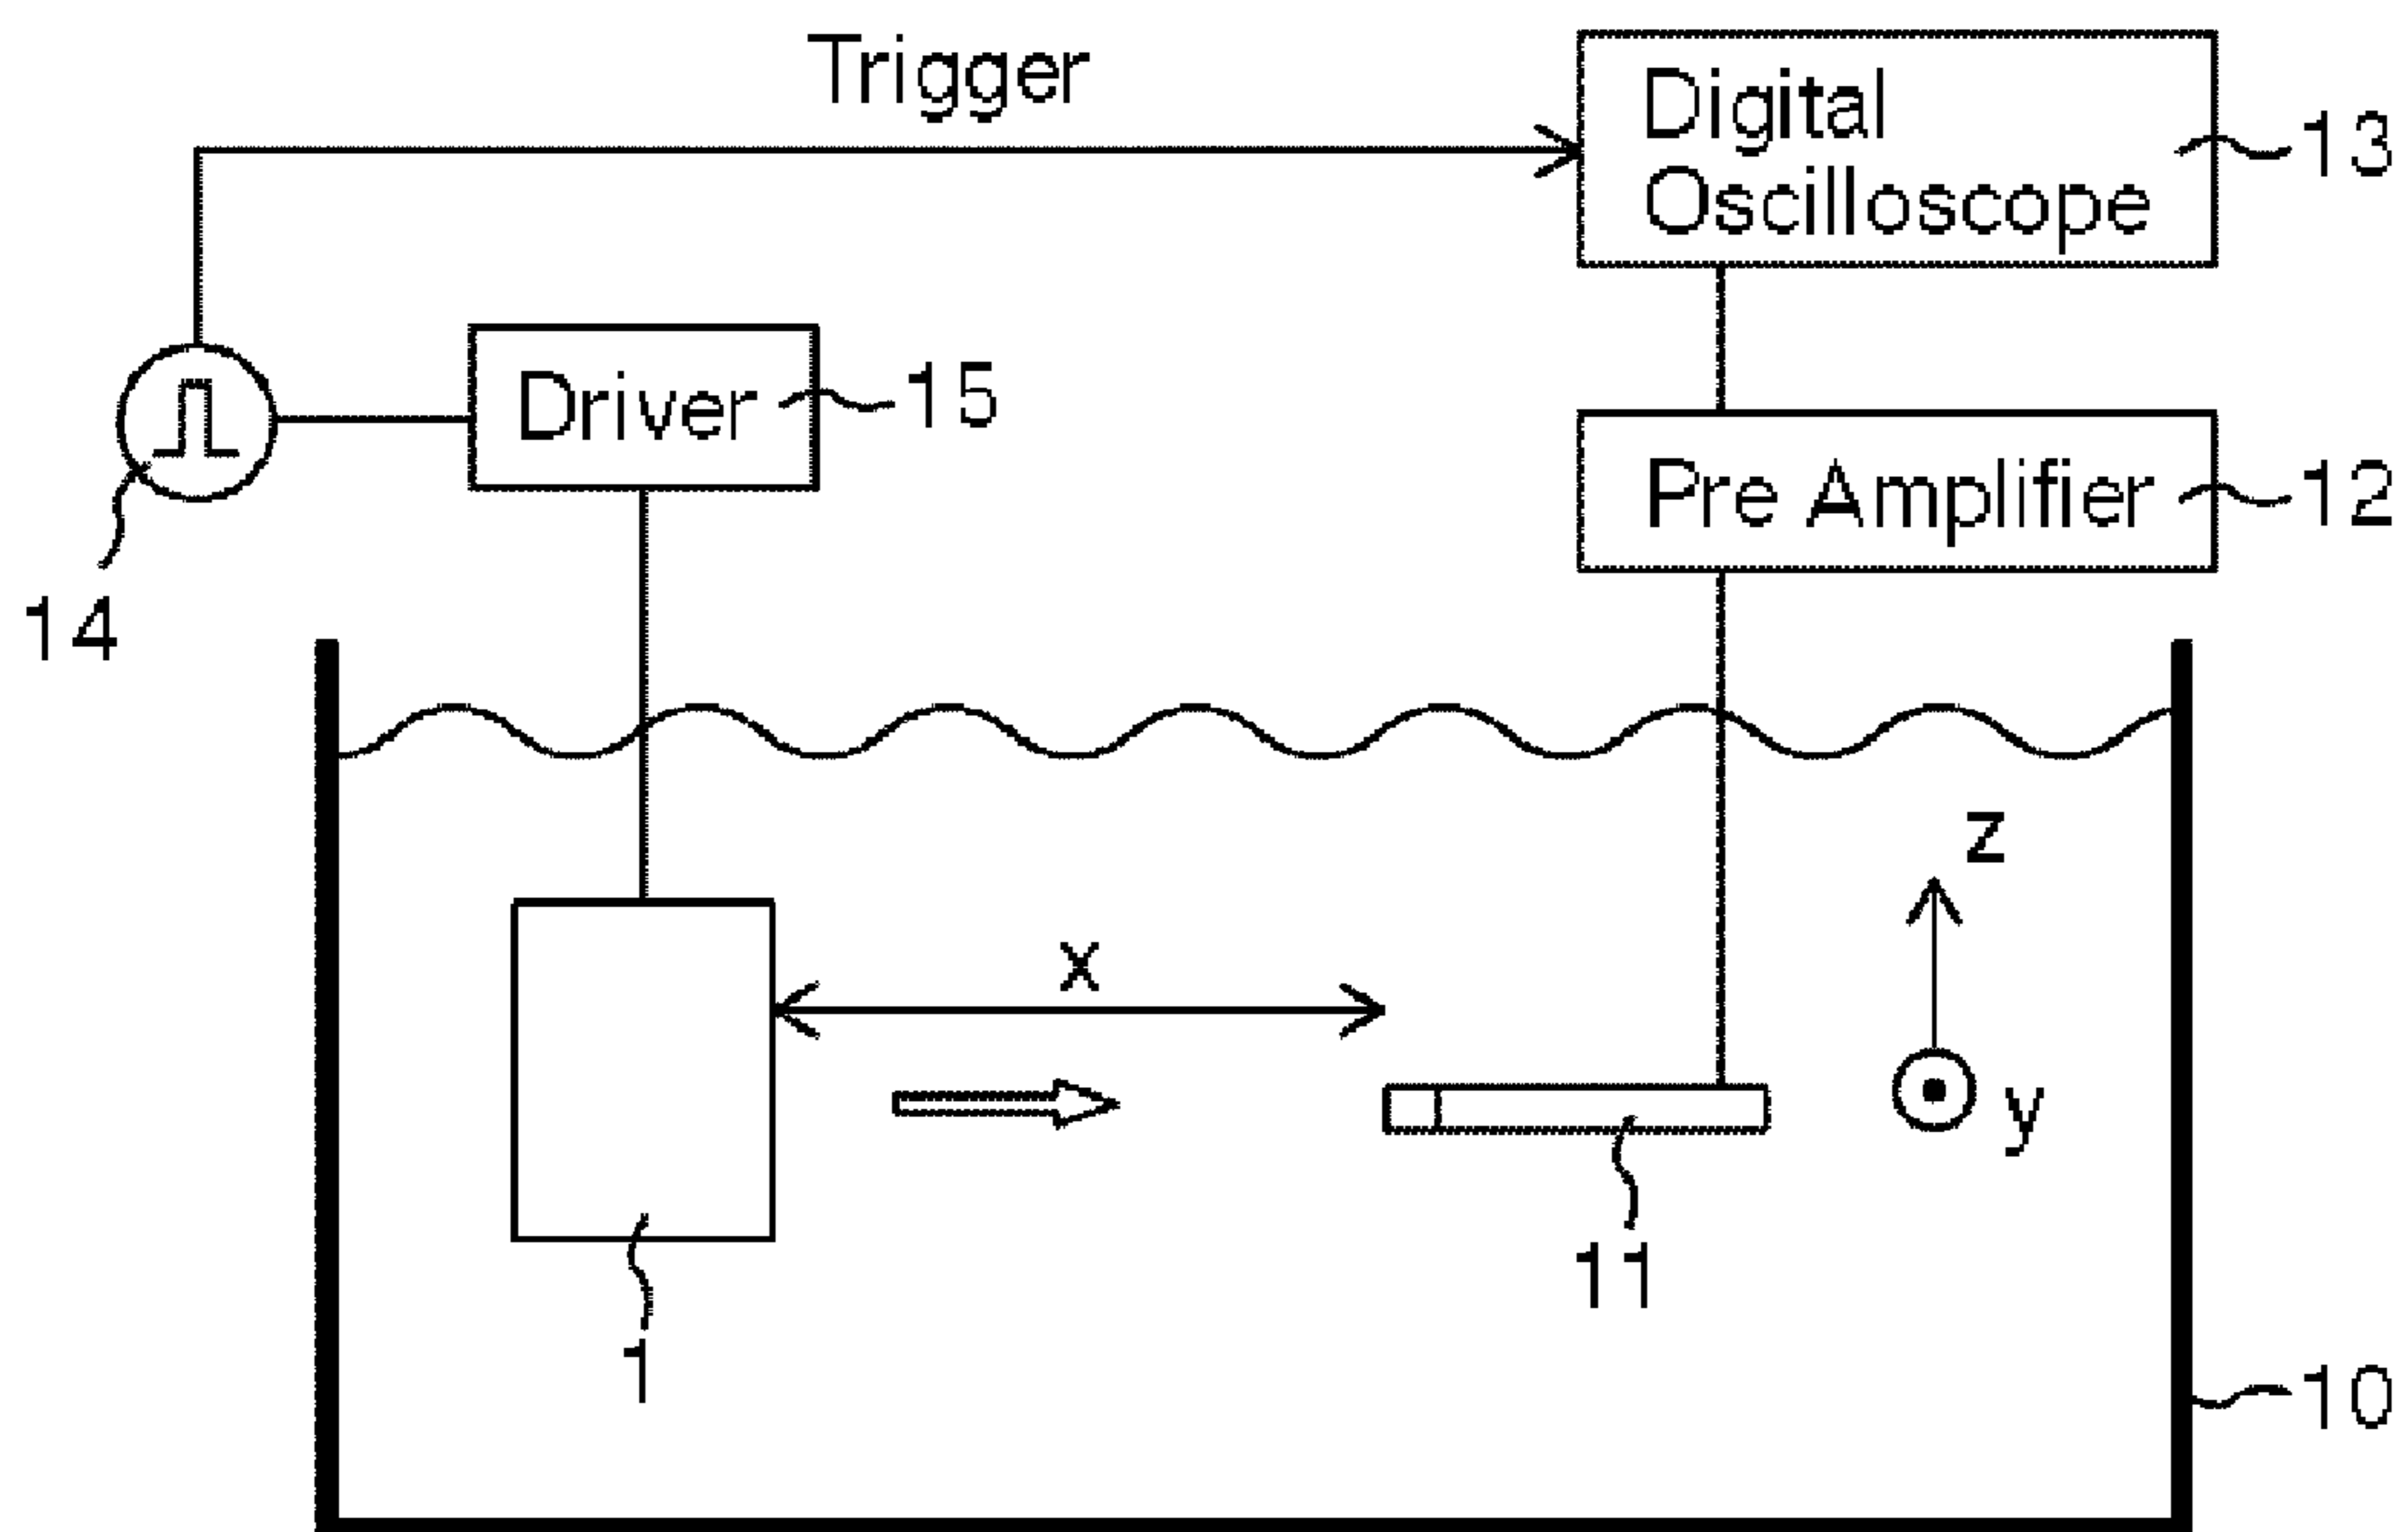 Trigger
Digital
Oscilloscope
13
Driver
15
Pre Amplifier
12
14
z
x
y
11
1
10